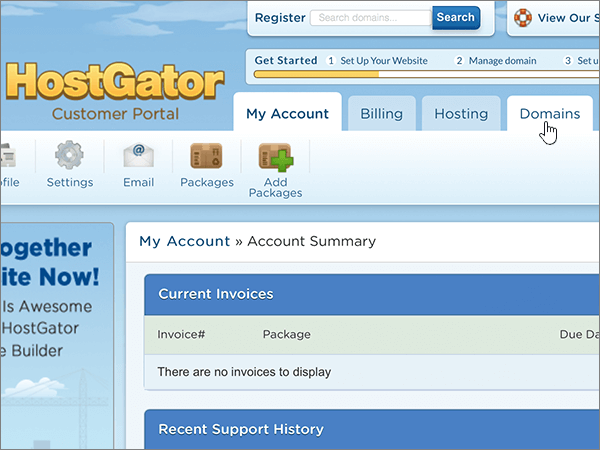 Register Search domains... Search View Our S
Get Started 1 Set Up Your Website 2 Manage domain 3 Set u
HostGator
Customer Portal
My Account Billing Hosting Domains
ofile Settings Email Packages Add
Packages
ogether
ite Now!
Is Awesome
HostGator
e Builder
My Account » Account Summary
Current Invoices
Invoice# Package Due Da
There are no invoices to display
Recent Support History